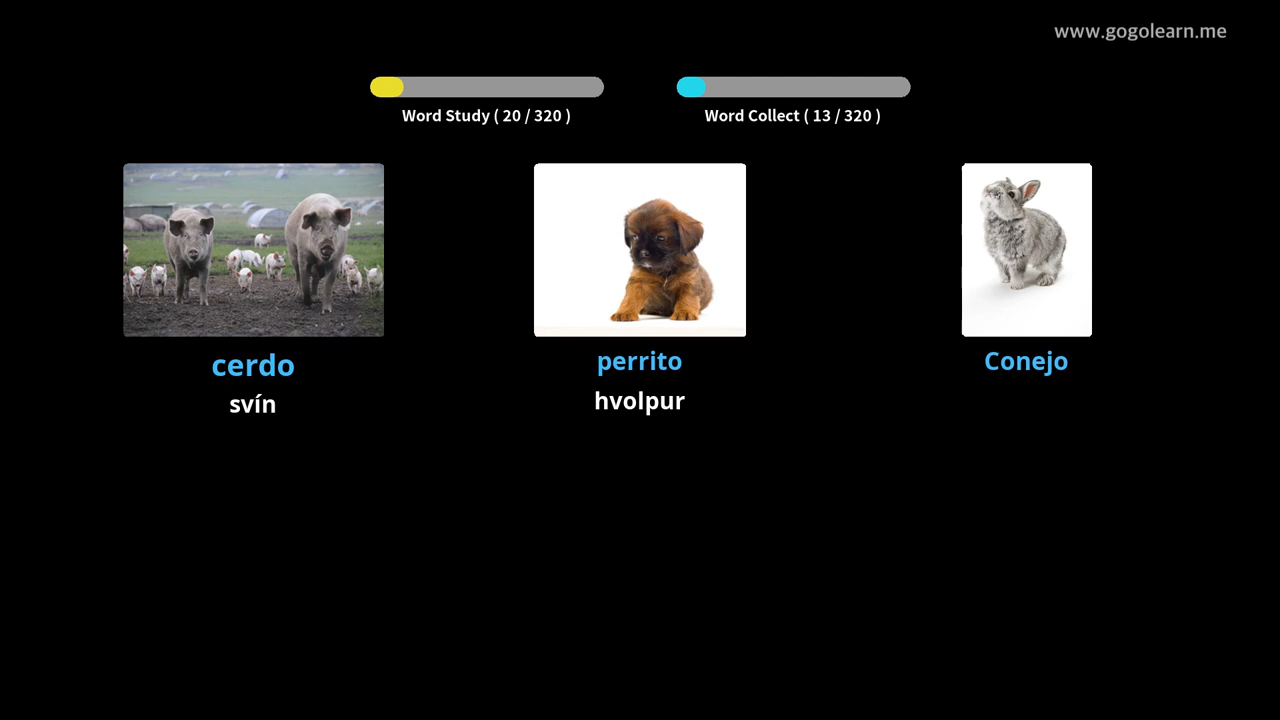 www.gogolearn.me
Word Study ( 20 / 320 )
Word Collect ( 13 / 320 )
cerdo
svín
perrito
hvolpur
Conejo